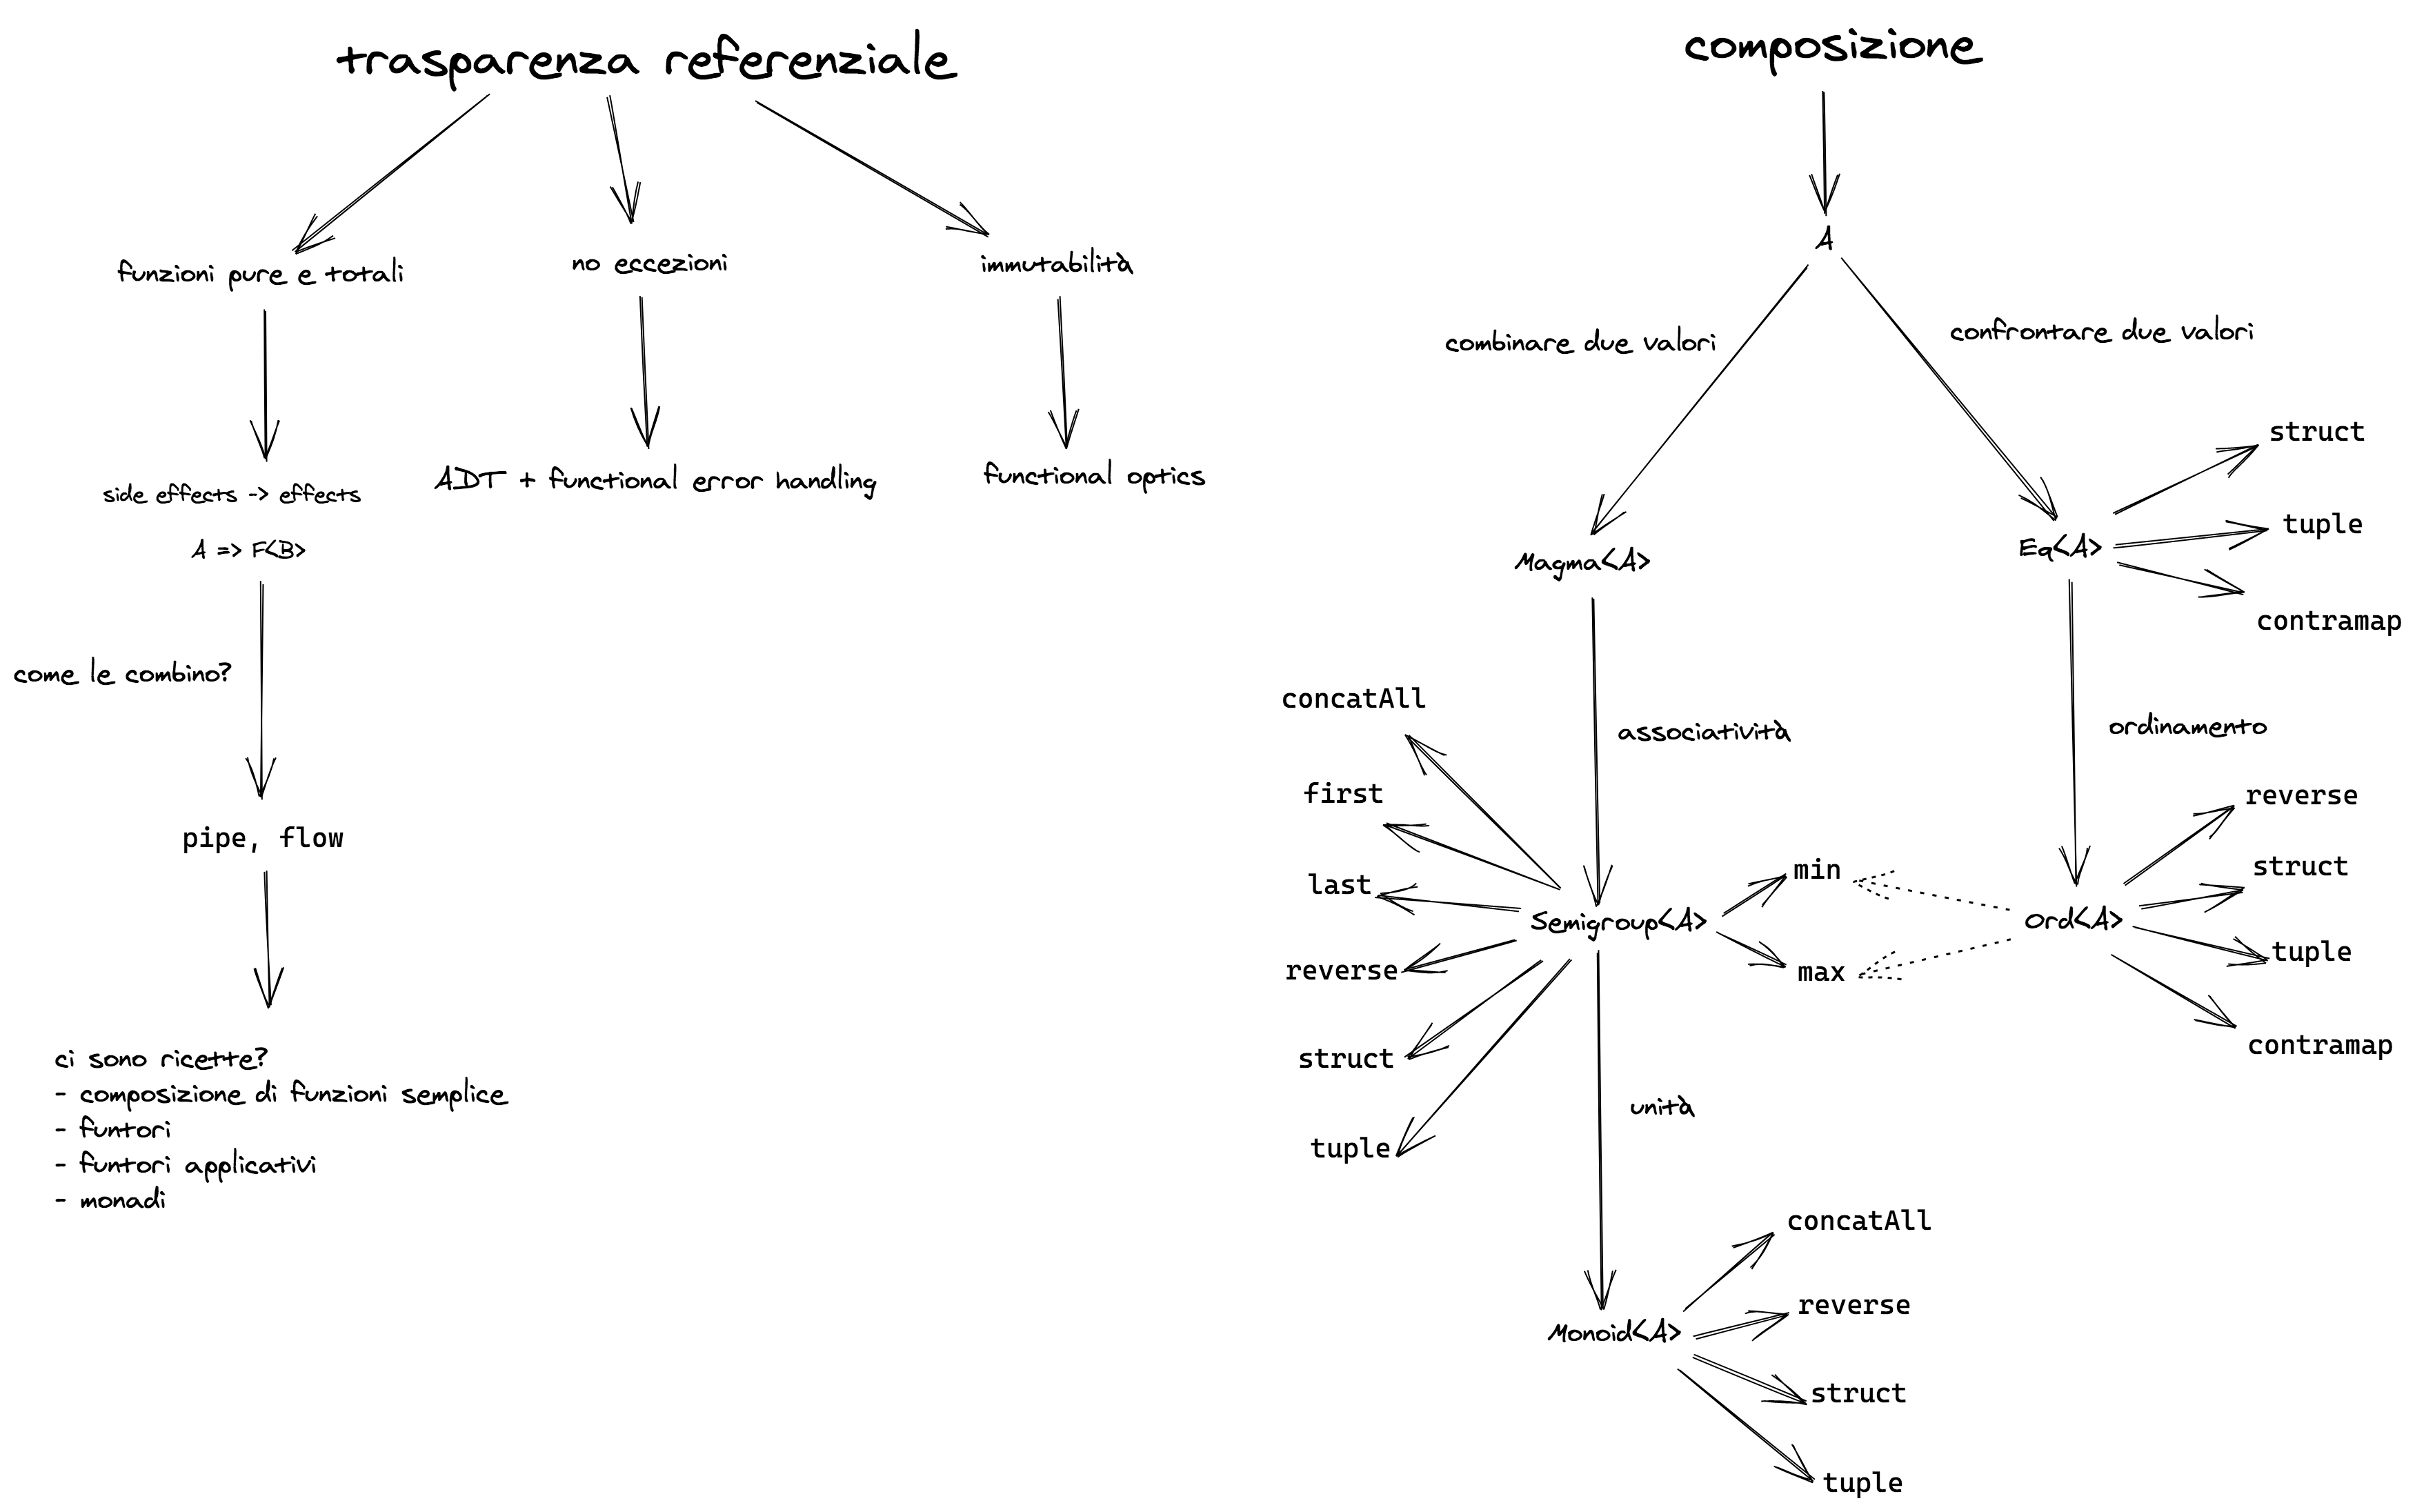 trasparenza referenziale
funzioni pure e totali
no eccezioni
immutabilità
side effects -> effects
A => F<B>
ADT + functional error handling
functional optics
come le combino?
pipe, flow
ci sono ricette?
- composizione di funzioni semplice
- funtori
- funtori applicativi
- monadi
composizione
A
combinare due valori
confrontare due valori
Magma<A>
Eq<A>
struct
tuple
contramap
associatività
ordinamento
concatAll
first
last
reverse
struct
tuple
Semigroup<A>
min
max
Ord<A>
reverse
struct
tuple
contramap
unità
Monoid<A>
concatAll
reverse
struct
tuple